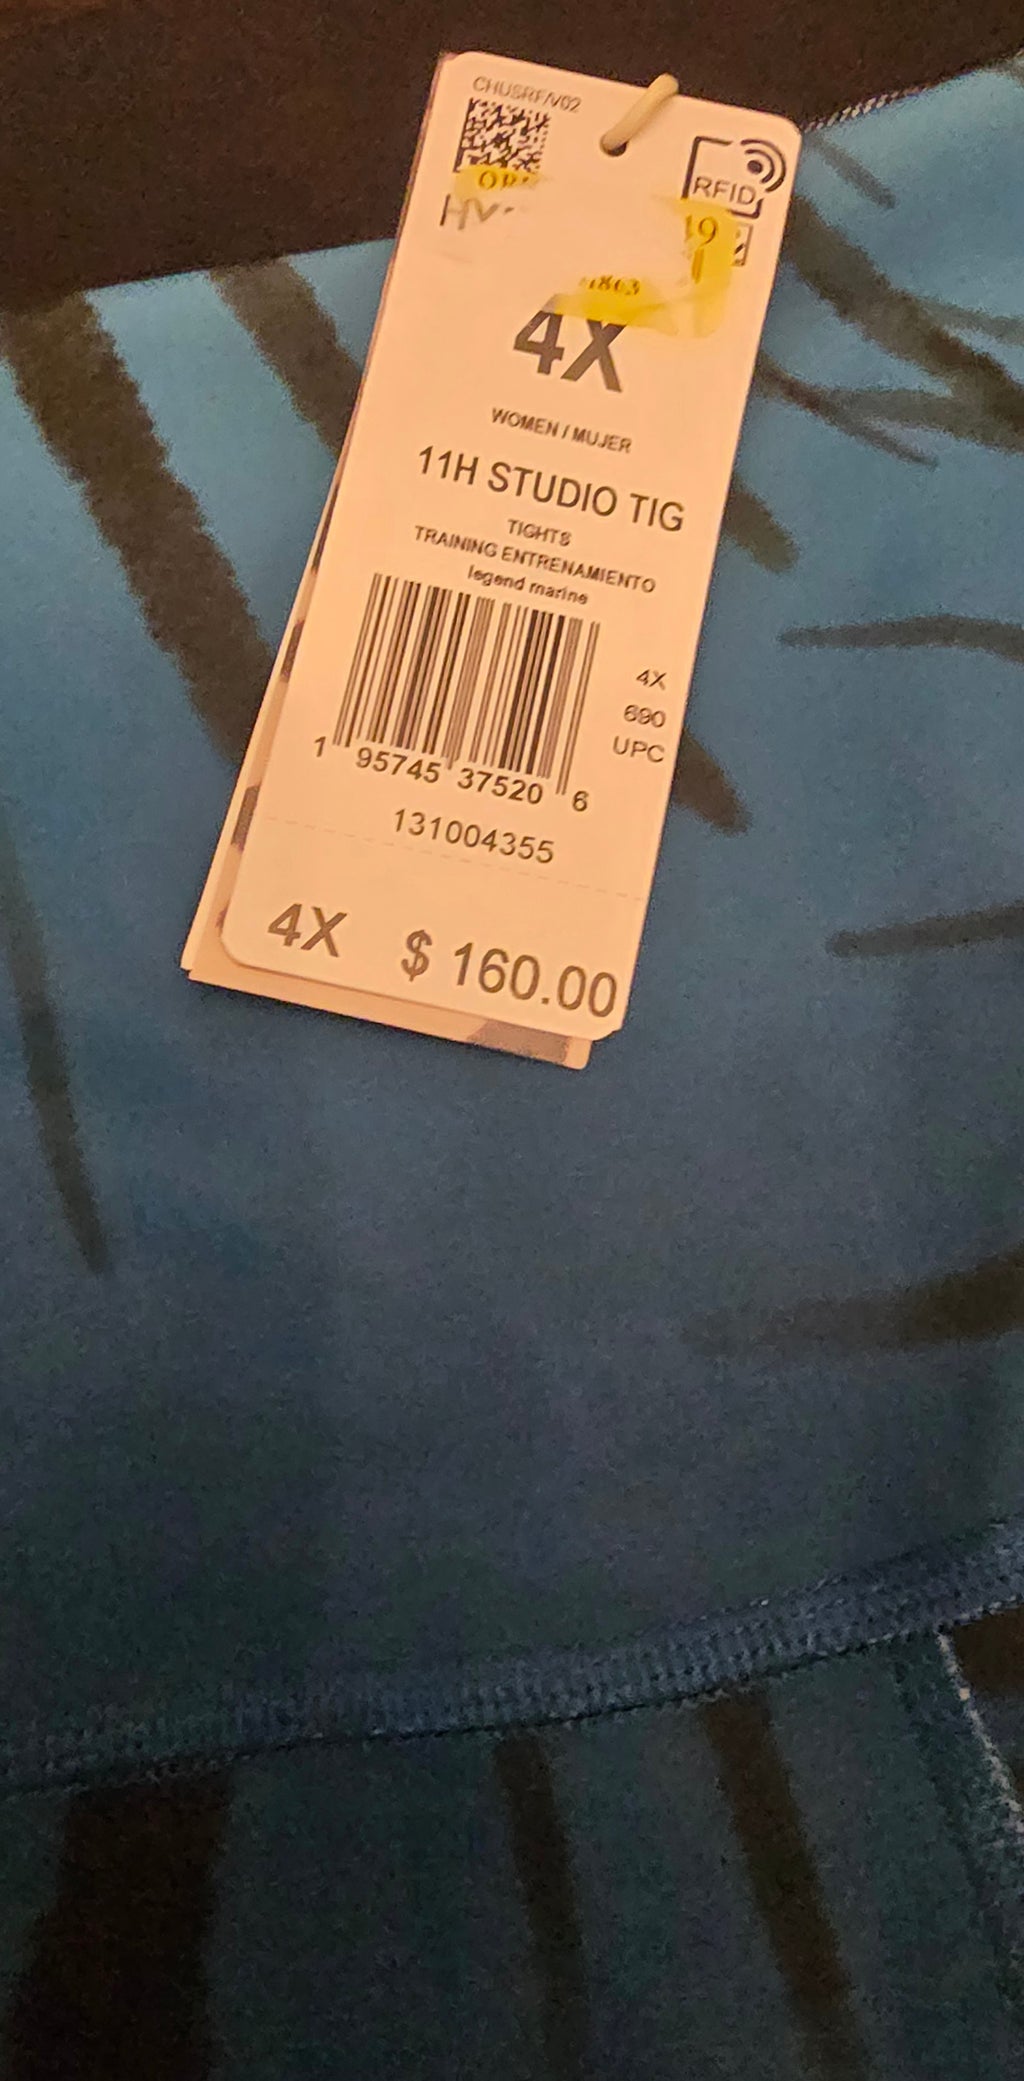 CHUSRF/V02
RFID
19
4X
WOMEN / MUJER
11H STUDIO TIG
TIGHTS
TRAINING ENTRENAMIENTO
legend marine
4X
690
UPC
1 95745 37520 6
131004355
4X $ 160.00